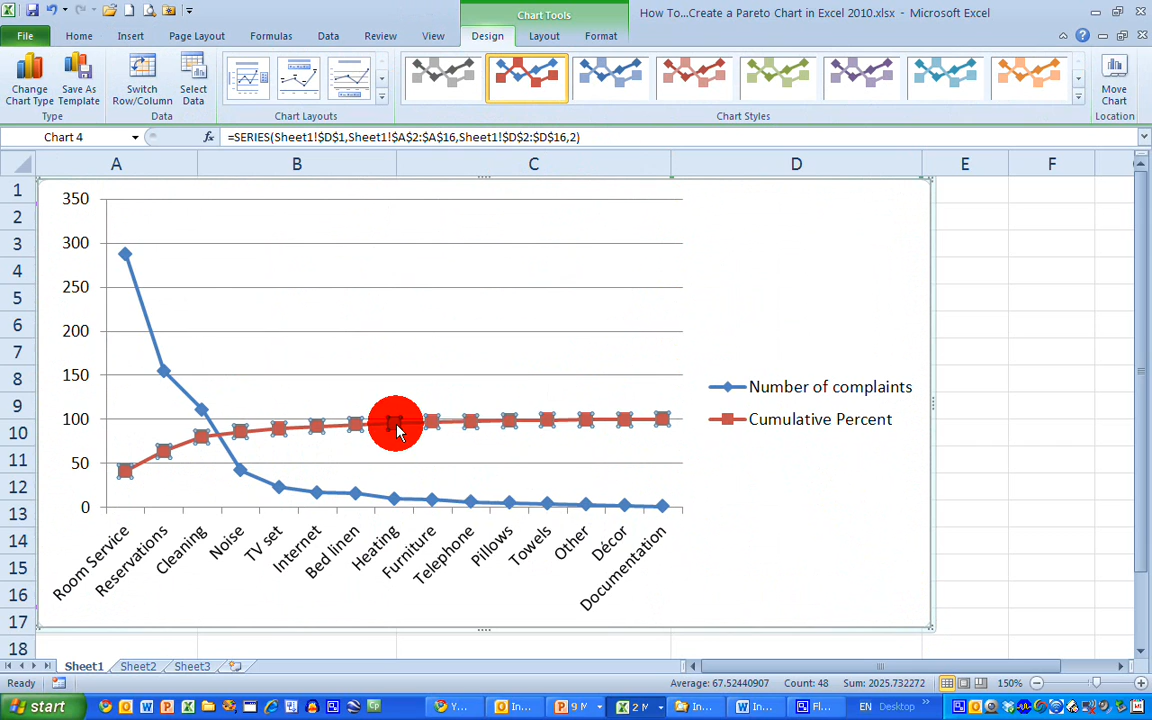 Chart Tools
How To...Create a Pareto Chart in Excel 2010.xlsx - Microsoft Excel
File Home Insert Page Layout Formulas Data Review View Design Layout Format
Change Chart Type
Save As Template
Switch Row/Column
Select Data
Move Chart
Type Data Chart Layouts Chart Styles Location
Chart 4 fx =SERIES(Sheet1!$D$1,Sheet1!$A$2:$A$16,Sheet1!$D$2:$D$16,2)
A B C D E F
1
2
3
4
5
6
7
8
9
10
11
12
13
14
15
16
17
18
350
300
250
200
150
100
50
0
Number of complaints
Cumulative Percent
Room Service
Reservations
Cleaning
Noise
TV set
Internet
Bed linen
Heating
Furniture
Telephone
Pillows
Towels
Other
Décor
Documentation
Sheet1 Sheet2 Sheet3
Ready Average: 67.52440907 Count: 48 Sum: 2025.732272 150%
start Y... In... 9 M 2 M In... In... Fl... EN Desktop